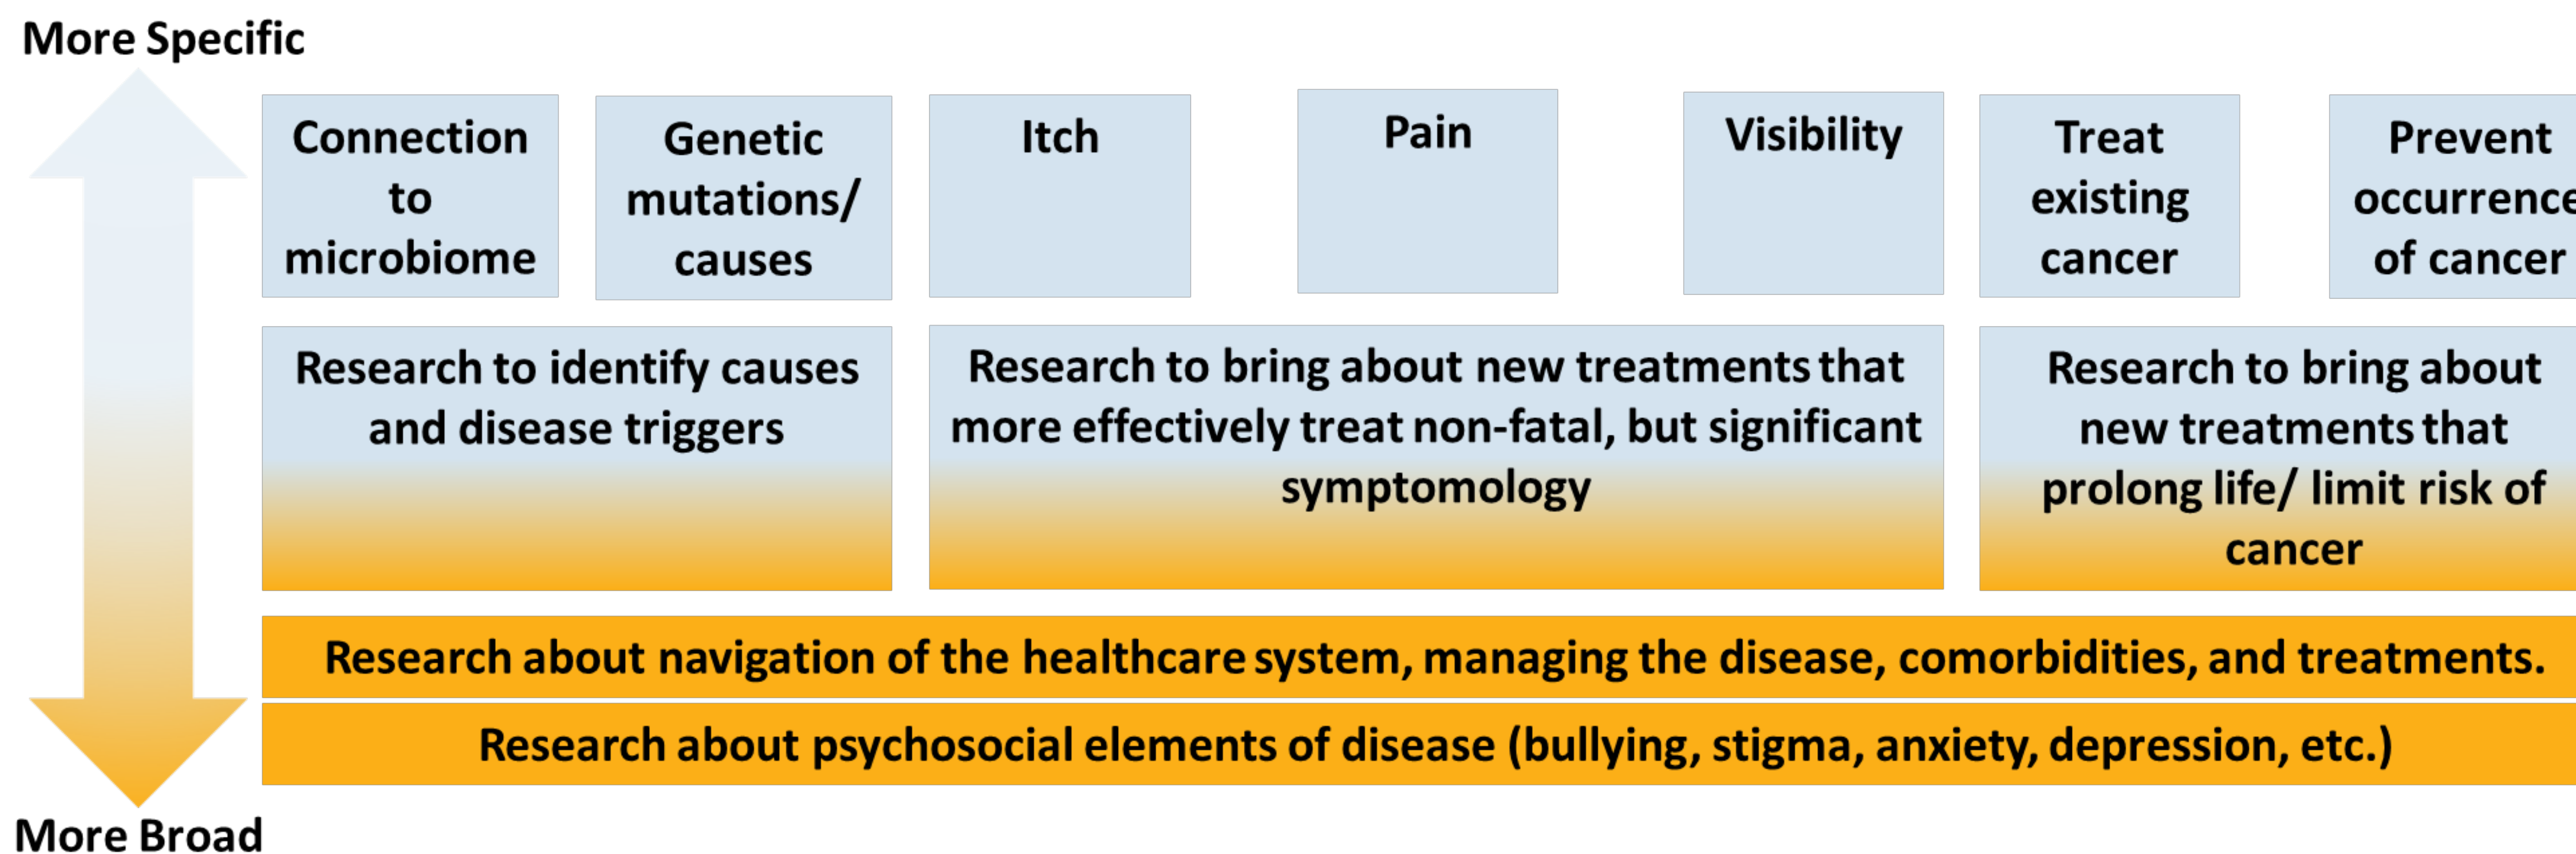 More Specific
Connection
to
microbiome
Genetic
mutations/
causes
Itch
Pain
Visibility
Treat
existing
cancer
Prevent
occurrence
of cancer
Research to identify causes
and disease triggers
Research to bring about new treatments that
more effectively treat non-fatal, but significant
symptomology
Research to bring about
new treatments that
prolong life/ limit risk of
cancer
Research about navigation of the healthcare system, managing the disease, comorbidities, and treatments.
Research about psychosocial elements of disease (bullying, stigma, anxiety, depression, etc.)
More Broad